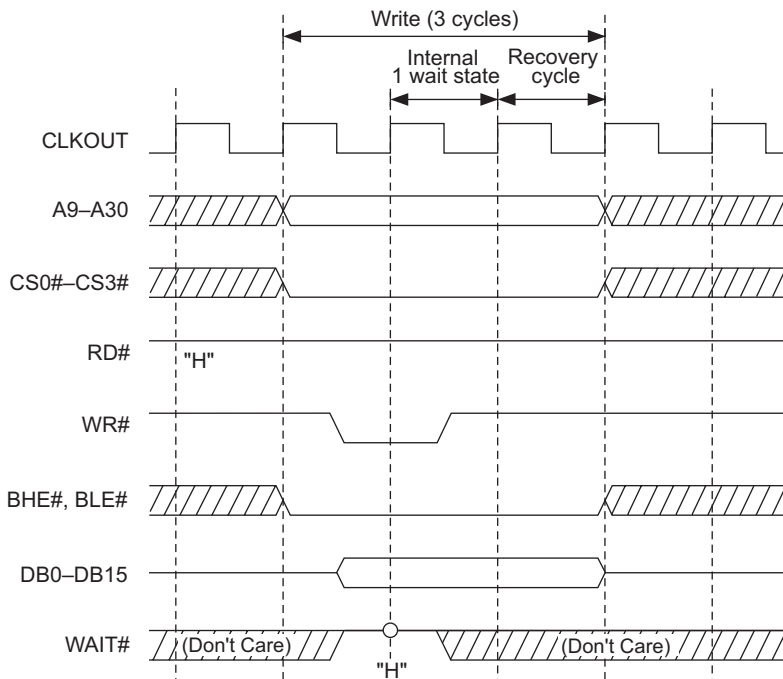 Write (3 cycles)
Internal
1 wait state
Recovery
cycle
CLKOUT
A9–A30
CS0#–CS3#
RD#
"H"
WR#
BHE#, BLE#
DB0–DB15
WAIT#
(Don't Care)
(Don't Care)
"H"